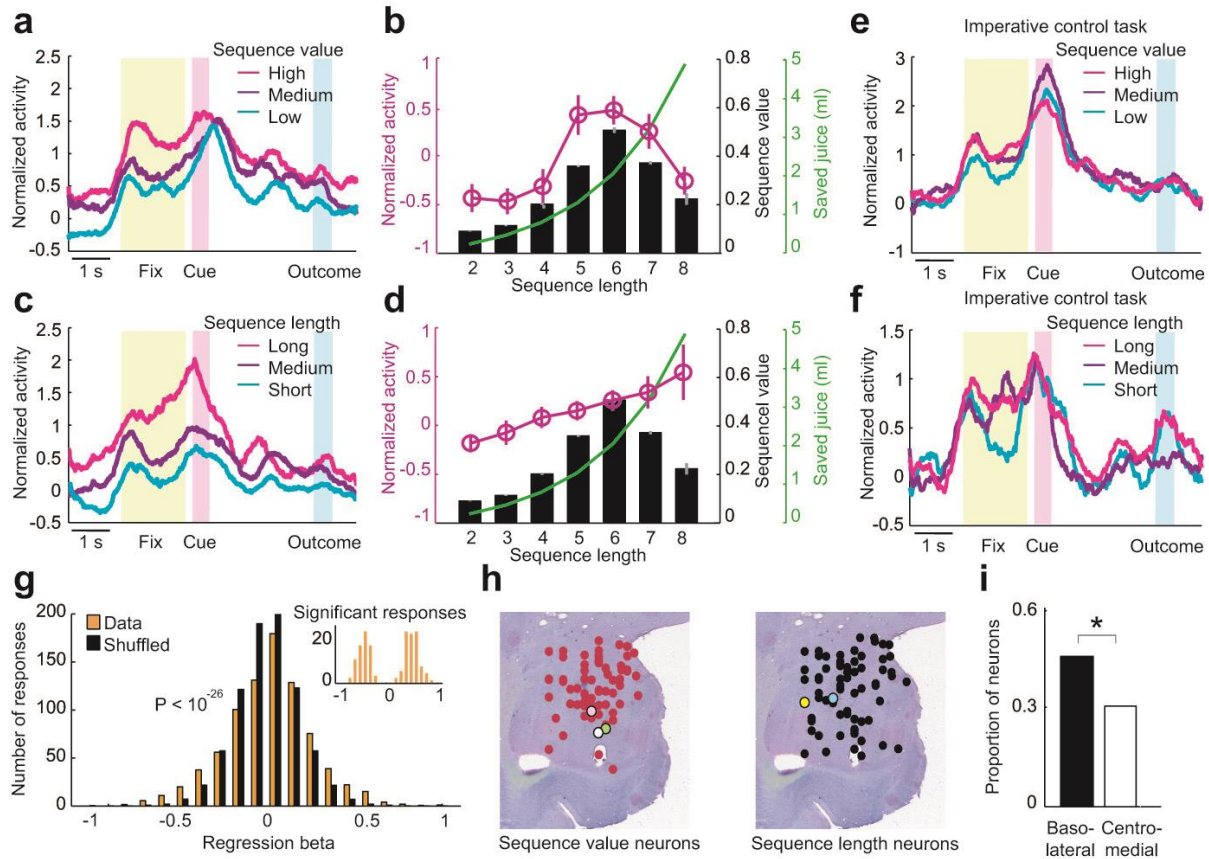 a
Sequence value
High
Medium
Low
Normalized activity
2.5
2
1.5
1
0.5
0
-0.5
1 s
Fix
Cue
Outcome
b
Normalized activity
1
0.5
0
-0.5
-1
2 3 4 5 6 7 8
Sequence length
0.8
0.6
0.4
0.2
0
Sequence value
5
4
3
2
1
0
Saved juice (ml)
e
Imperative control task
Sequence value
High
Medium
Low
Normalized activity
3
2
1
0
1
1 s
Fix
Cue
Outcome
c
Sequence length
Long
Medium
Short
Normalized activity
2.5
2
1.5
1
0.5
0
-0.5
1 s
Fix
Cue
Outcome
d
Normalized activity
1
0.5
0
-0.5
-1
2 3 4 5 6 7 8
Sequence length
0.8
0.6
0.4
0.2
0
Sequencel value
5
4
3
2
1
0
Saved juice (ml)
f
Imperative control task
Sequence length
Long
Medium
Short
Normalized activity
1.5
1
0.5
0
-0.5
1 s
Fix
Cue
Outcome
g
Number of responses
200
150
100
50
0
Data
Shuffled
P < 10-26
Significant responses
20
0
-1 0 1
-1 -0.5 0 0.5 1
Regression beta
h
Sequence value neurons
Sequence length neurons
i
Proportion of neurons
0.6
0.3
0
*
Baso-
lateral
Centro-
medial